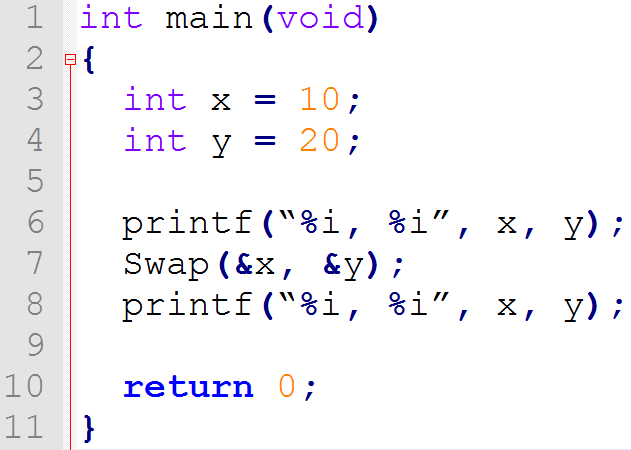 1 int main(void)
2 {
3 int x = 10;
4 int y = 20;
5
6 printf(“%i, %i”, x, y);
7 Swap(&x, &y);
8 printf(“%i, %i”, x, y);
9
10 return 0;
11 }